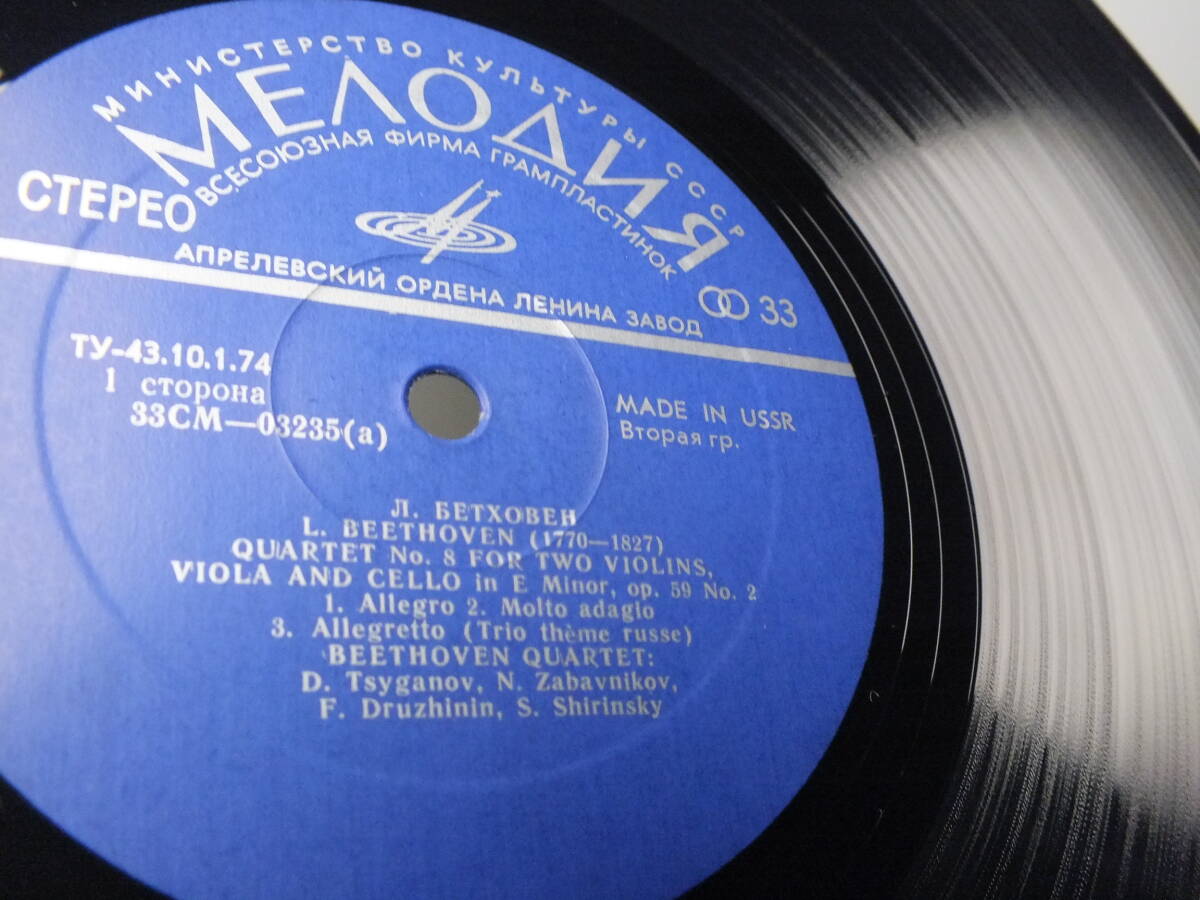 МИНИСТЕРСТВО КУЛЬТУРЫ СССР
МЕЛОДИЯ
ВСЕСОЮЗНАЯ ФИРМА ГРАМПЛАСТИНОК
СТЕРЕО
АПРЕЛЕВСКИЙ ОРДЕНА ЛЕНИНА ЗАВОД
33
ТУ-43.10.1.74
1 сторона
33СМ—03235(а)
MADE IN USSR
Вторая гр.
Л. БЕТХОВЕН
L. BEETHOVEN (1770—1827)
QUARTET No. 8 FOR TWO VIOLINS,
VIOLA AND CELLO in E Minor, op. 59 No. 2
1. Allegro 2. Molto adagio
3. Allegretto (Trio thème russe)
BEETHOVEN QUARTET:
D. Tsyganov, N. Zabavnikov,
F. Druzhinin, S. Shirinsky